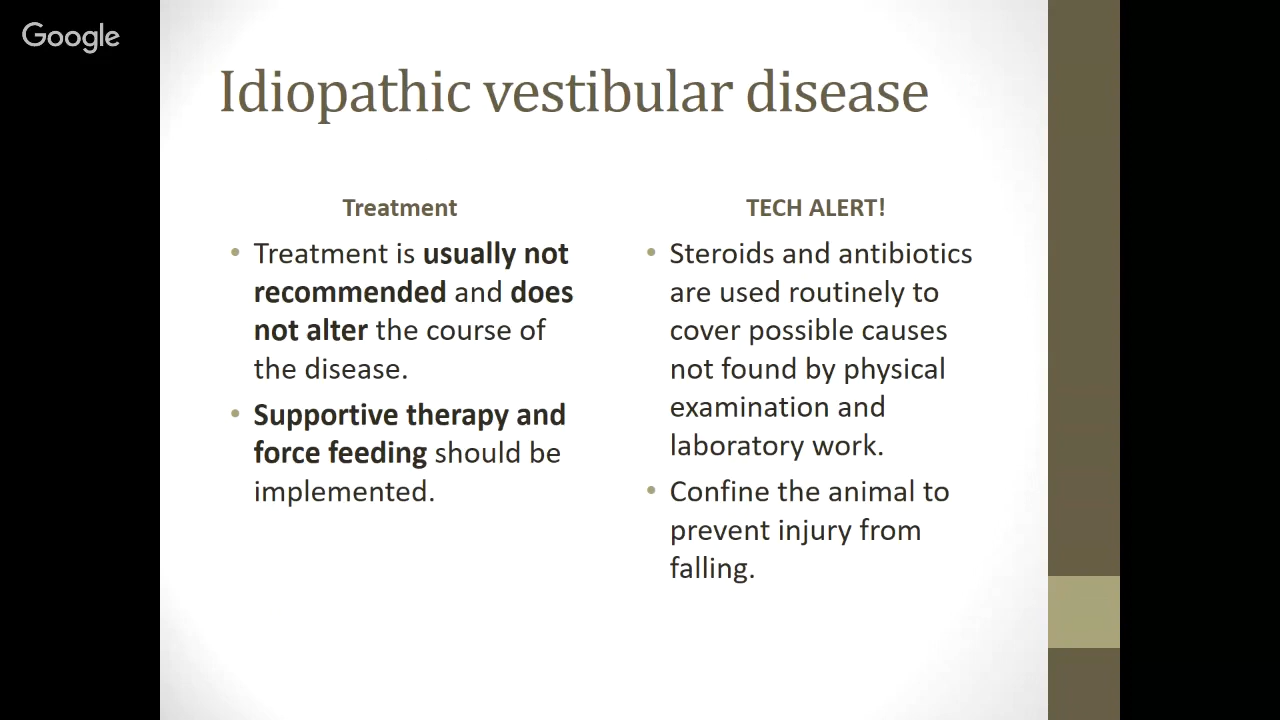 Google
Idiopathic vestibular disease
Treatment
• Treatment is usually not
recommended and does
not alter the course of
the disease.
• Supportive therapy and
force feeding should be
implemented.
TECH ALERT!
• Steroids and antibiotics
are used routinely to
cover possible causes
not found by physical
examination and
laboratory work.
• Confine the animal to
prevent injury from
falling.